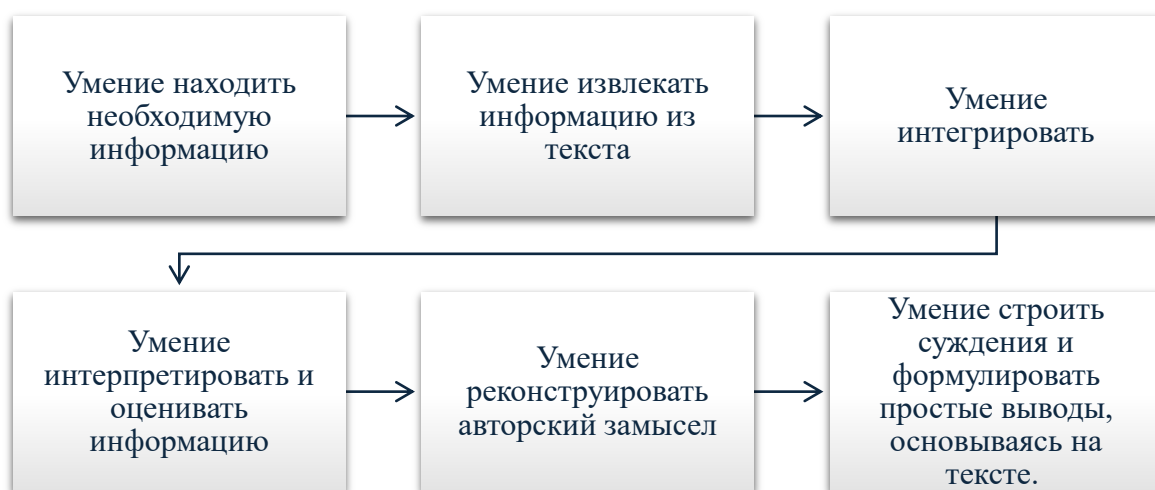 Умение находить
необходимую
информацию
Умение извлекать
информацию из
текста
Умение
интегрировать
Умение
интерпретировать и
оценивать
информацию
Умение
реконструировать
авторский замысел
Умение строить
суждения и
формулировать
простые выводы,
основываясь на
тексте.